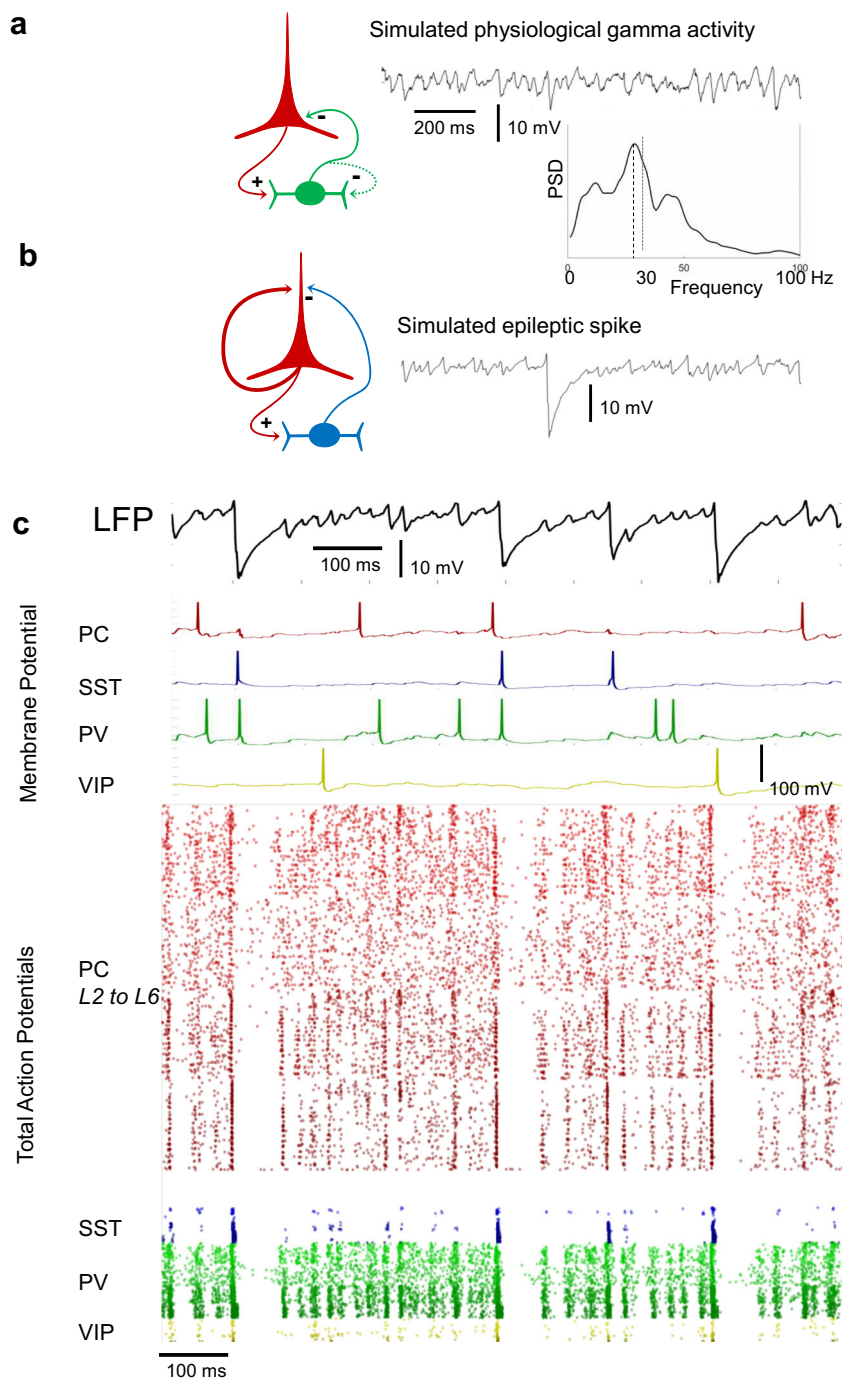 a
Simulated physiological gamma activity
-
+
-
200 ms
10 mV
PSD
0
30
50
100 Hz
Frequency
b
-
+
Simulated epileptic spike
10 mV
c
LFP
100 ms
10 mV
Membrane Potential
PC
SST
PV
VIP
100 mV
Total Action Potentials
PC
L2 to L6
SST
PV
VIP
100 ms